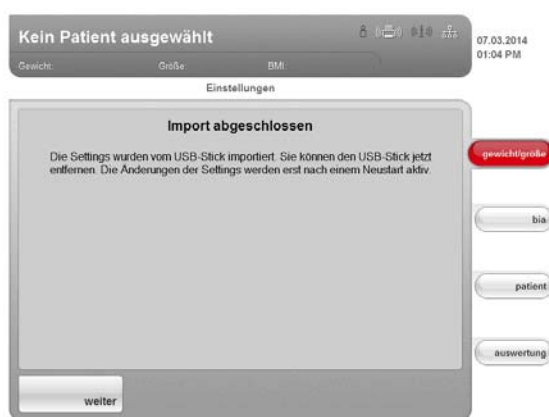 Kein Patient ausgewählt
07.03.2014
01:04 PM
Gewicht: Größe: BMI:
Einstellungen
Import abgeschlossen
Die Settings wurden vom USB-Stick importiert. Sie können den USB-Stick jetzt
entfernen. Die Änderungen der Settings werden erst nach einem Neustart aktiv.
gewicht/größe
bia
patient
auswertung
weiter